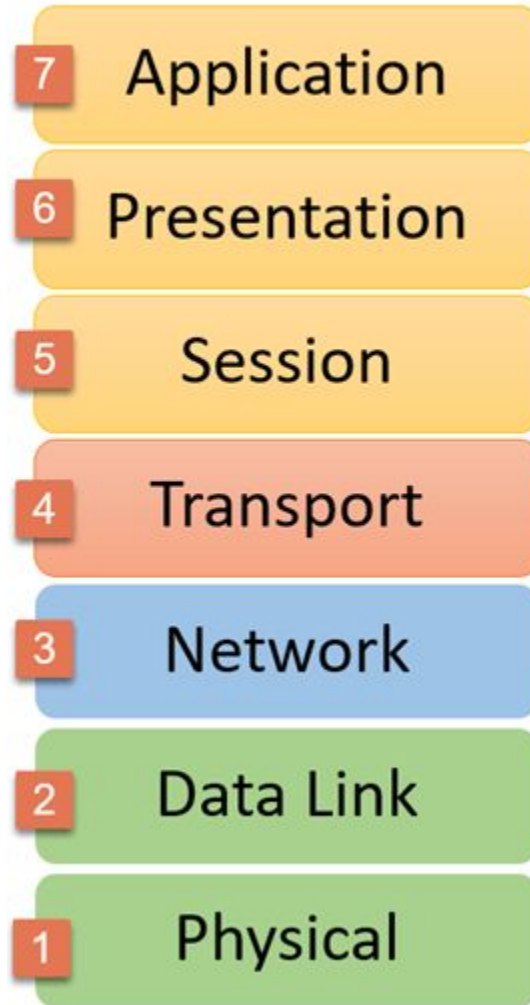 7 Application
6 Presentation
5 Session
4 Transport
3 Network
2 Data Link
1 Physical